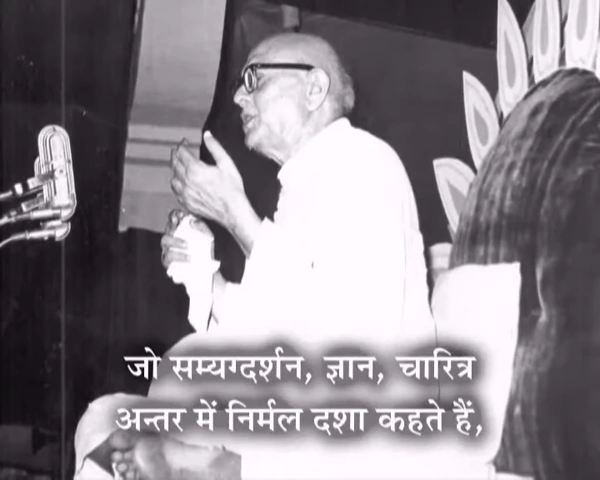 जो सम्यग्दर्शन, ज्ञान, चारित्र
अन्तर में निर्मल दशा कहते हैं,